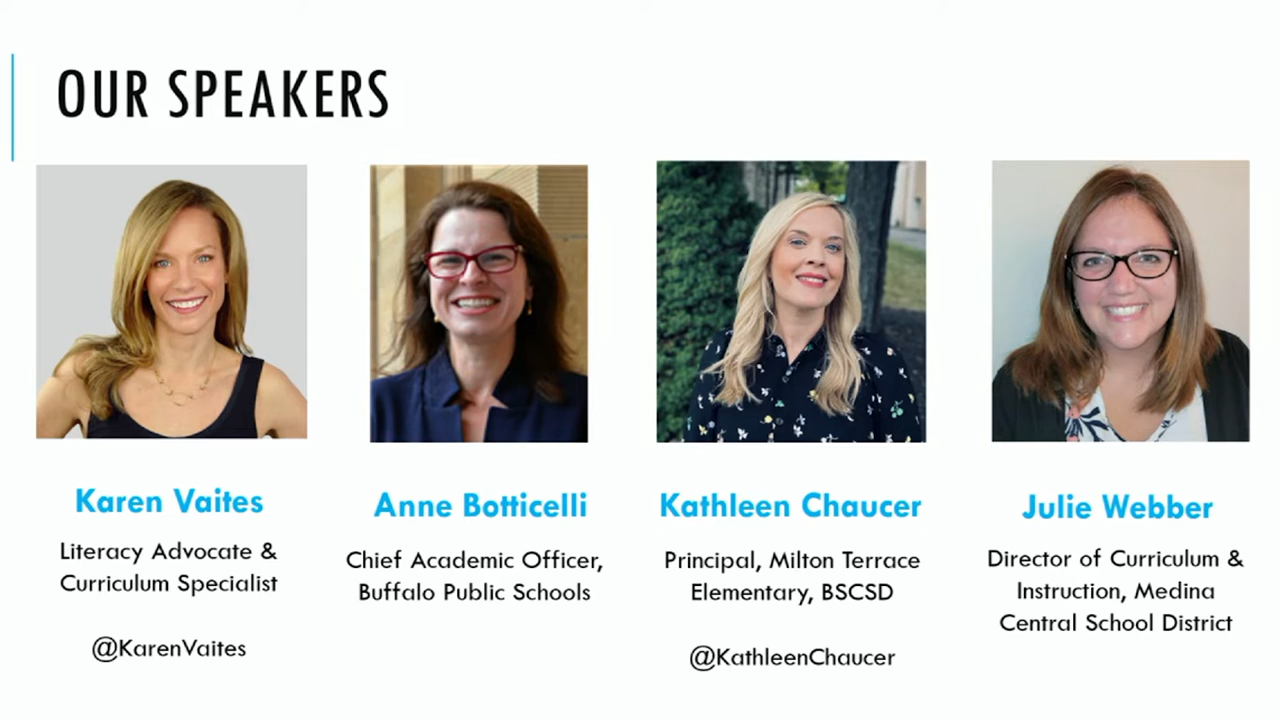 OUR SPEAKERS
Karen Vaites
Literacy Advocate &
Curriculum Specialist
@KarenVaites
Anne Botticelli
Chief Academic Officer,
Buffalo Public Schools
Kathleen Chaucer
Principal, Milton Terrace
Elementary, BSCSD
@KathleenChaucer
Julie Webber
Director of Curriculum &
Instruction, Medina
Central School District